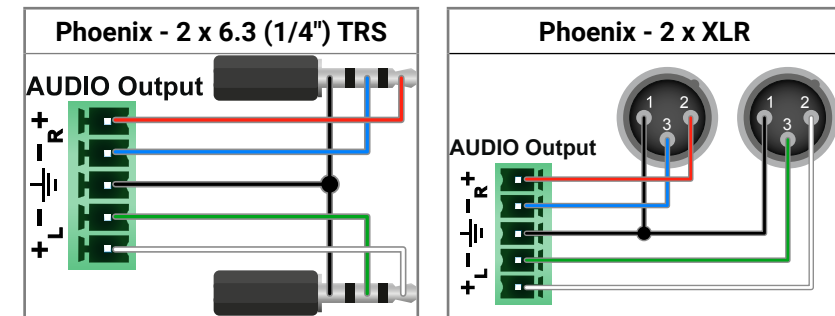 Phoenix - 2 x 6.3 (1/4") TRS
AUDIO Output
+
R
-
-
L
+
Phoenix - 2 x XLR
1 2
3
1 2
3
AUDIO Output
+
R
-
-
L
+